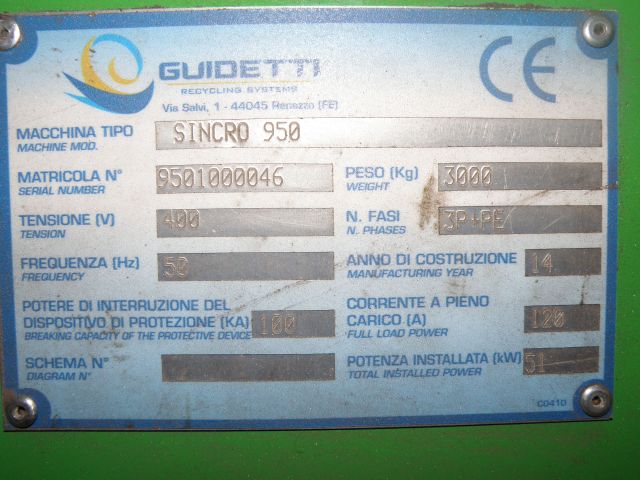 GUIDETTI
RECYCLING SYSTEMS
Via Salvi, 1 - 44045 Renazzo (FE)
CE
MACCHINA TIPO SINCRO 950
MACHINE MOD.
MATRICOLA N° 9501000046 PESO (Kg) 3000
SERIAL NUMBER WEIGHT
TENSIONE (V) 400 N. FASI 3P+PE
TENSION N. PHASES
FREQUENZA (Hz) 50 ANNO DI COSTRUZIONE 14
FREQUENCY MANUFACTURING YEAR
POTERE DI INTERRUZIONE DEL CORRENTE A PIENO
DISPOSITIVO DI PROTEZIONE (KA) 100 CARICO (A) 120
BREAKING CAPACITY OF THE PROTECTIVE DEVICE FULL LOAD POWER
SCHEMA N° POTENZA INSTALLATA (kW) 51
DIAGRAM N° TOTAL INSTALLED POWER
C0410